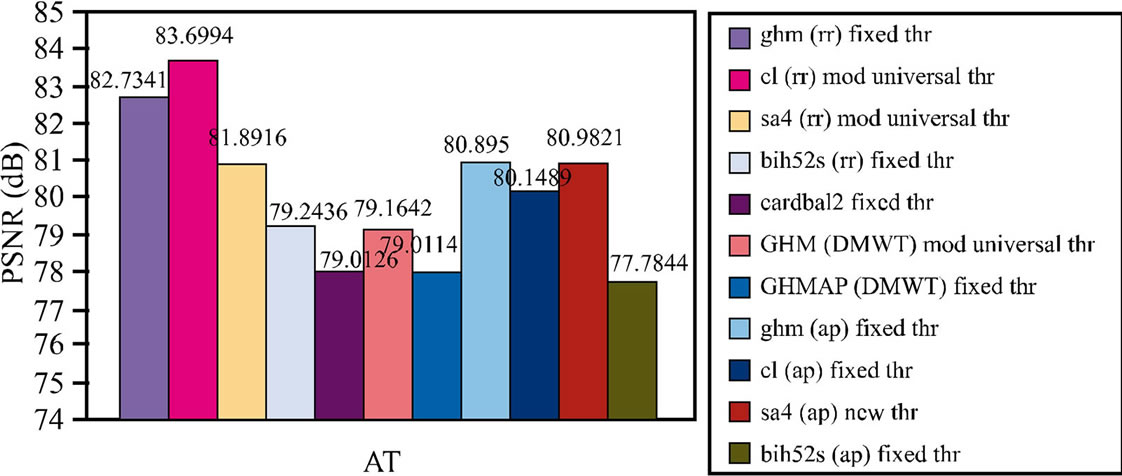 85
84
83
82
81
80
79
78
77
76
75
74
PSNR (dB)
82.7341
83.6994
81.8916
79.2436
79.0126
79.1642
79.0114
80.895
80.1489
80.9821
77.7844
AT
ghm (rr) fixed thr
cl (rr) mod universal thr
sa4 (rr) mod universal thr
bih52s (rr) fixed thr
cardbal2 fixed thr
GHM (DMWT) mod universal thr
GHMAP (DMWT) fixed thr
ghm (ap) fixed thr
cl (ap) fixed thr
sa4 (ap) new thr
bih52s (ap) fixed thr